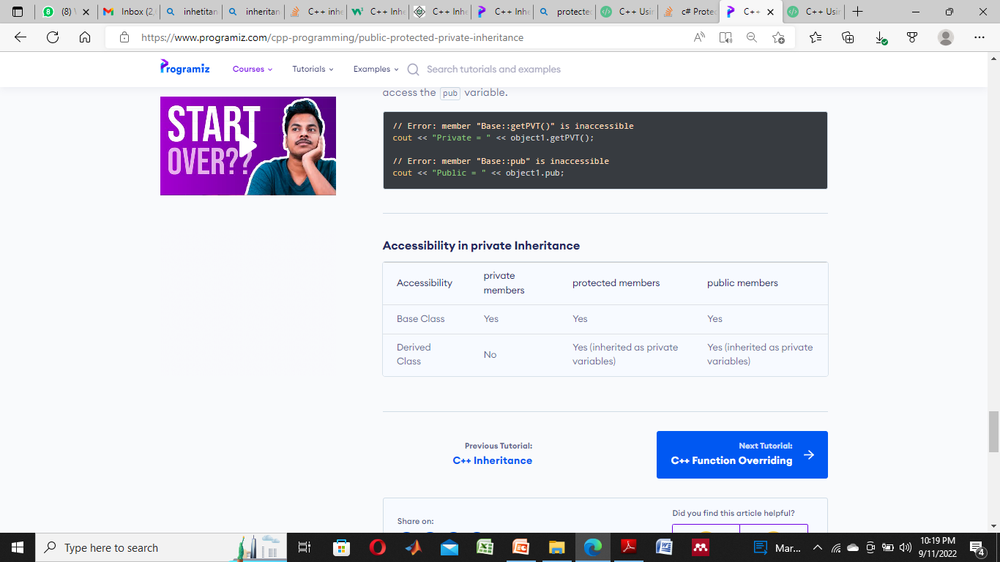 (8) W
Inbox (2,
inhetitan
inheritan
C++ inhe
C++ Inhe
C++ Inhe
C++ Inhe
protected
C++ Usin
c# Protec
C++
C++ Usin
https://www.programiz.com/cpp-programming/public-protected-private-inheritance
Programiz
Courses
Tutorials
Examples
Search tutorials and examples
START
OVER??
access the pub variable.
// Error: member "Base::getPVT()" is inaccessible
cout << "Private = " << object1.getPVT();
// Error: member "Base::pub" is inaccessible
cout << "Public = " << object1.pub;
Accessibility in private Inheritance
Accessibility private members protected members public members
Base Class Yes Yes Yes
Derived Class No Yes (inherited as private variables) Yes (inherited as private variables)
Previous Tutorial:
C++ Inheritance
Next Tutorial:
C++ Function Overriding
Share on:
Did you find this article helpful?
Type here to search
Mar...
10:19 PM
9/11/2022
4